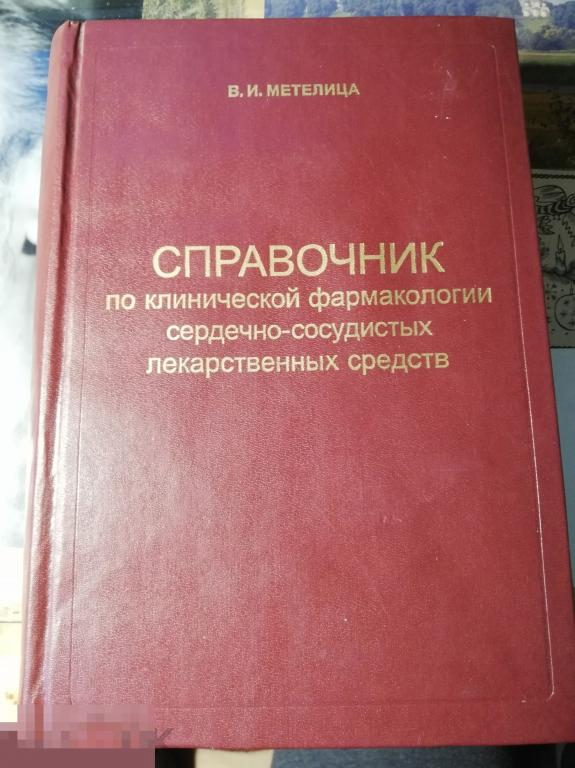 В. И. МЕТЕЛИЦА
СПРАВОЧНИК
по клинической фармакологии
сердечно-сосудистых
лекарственных средств